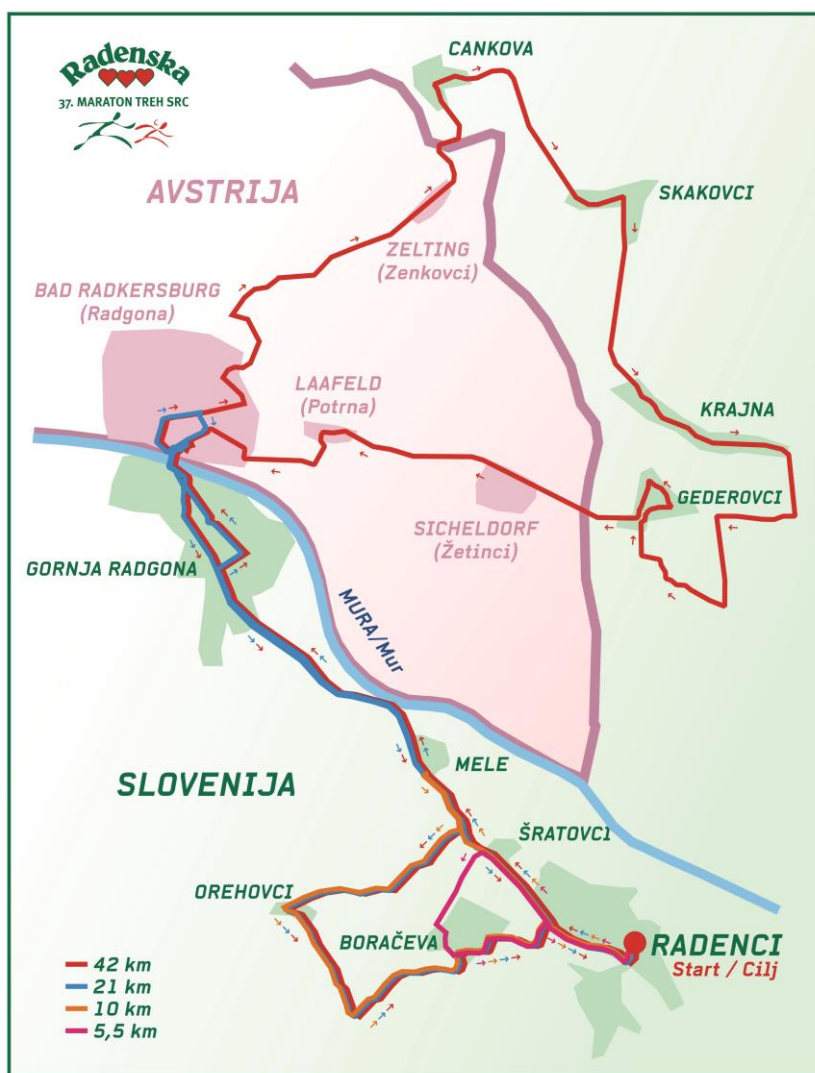 Radenska
37. MARATON TREH SRC
CANKOVA
AVSTRIJA
SKAKOVCI
ZELTING
(Zenkovci)
BAD RADKERSBURG
(Radgona)
LAAFELD
(Potrna)
KRAJNA
GEDEROVCI
SICHELDORF
(Žetinci)
GORNJA RADGONA
MURA/Mur
MELE
SLOVENIJA
ŠRATOVCI
OREHOVCI
BORAČEVA
RADENCI
Start / Cilj
42 km
21 km
10 km
5,5 km